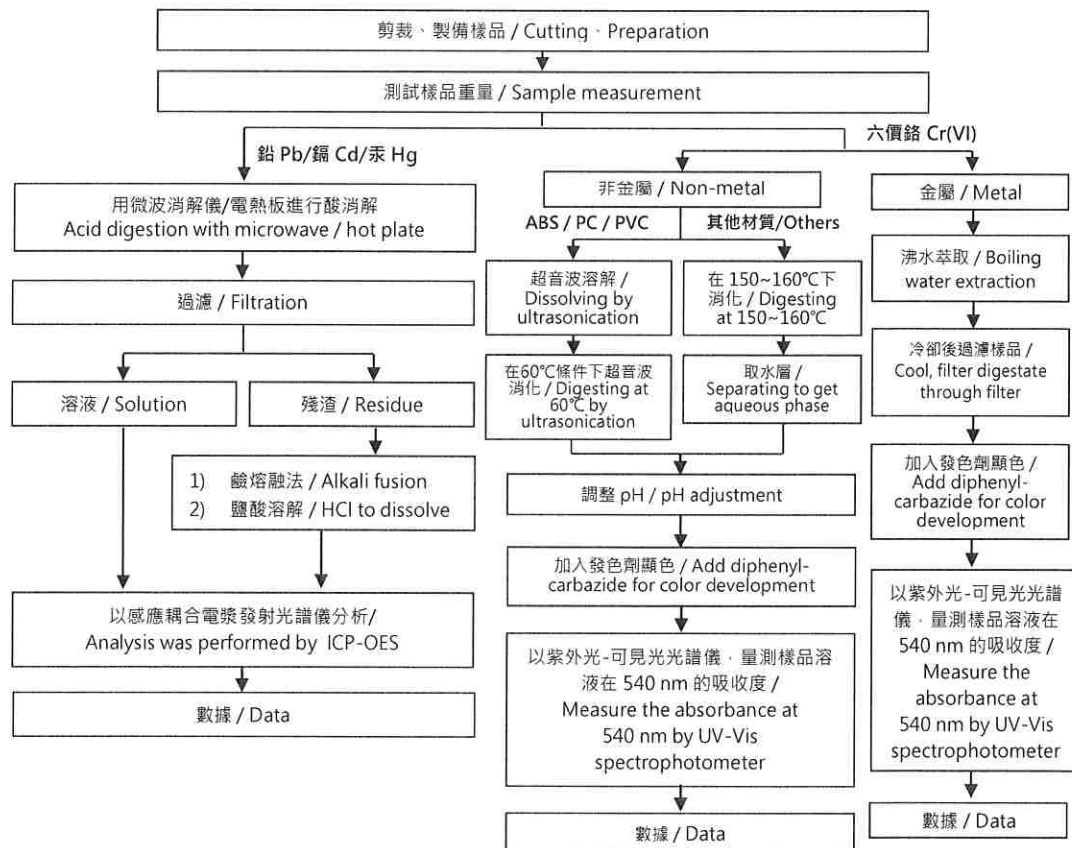 剪裁、製備樣品 / Cutting、Preparation
測試樣品重量 / Sample measurement
鉛 Pb/鎘 Cd/汞 Hg
六價鉻 Cr(VI)
用微波消解儀/電熱板進行酸消解
Acid digestion with microwave / hot plate
過濾 / Filtration
溶液 / Solution
殘渣 / Residue
1) 鹼熔融法 / Alkali fusion
2) 鹽酸溶解 / HCl to dissolve
以感應耦合電漿發射光譜儀分析/
Analysis was performed by ICP-OES
數據 / Data
非金屬 / Non-metal
ABS / PC / PVC
其他材質/Others
超音波溶解 /
Dissolving by
ultrasonication
在60℃條件下超音波
消化 / Digesting at
60℃ by
ultrasonication
在 150~160℃下
消化 / Digesting
at 150~160℃
取水層 /
Separating to get
aqueous phase
調整 pH / pH adjustment
加入發色劑顯色 / Add diphenyl-
carbazide for color development
以紫外光-可見光光譜儀，量測樣品溶
液在 540 nm 的吸收度 /
Measure the absorbance at
540 nm by UV-Vis
spectrophotometer
數據 / Data
金屬 / Metal
沸水萃取 / Boiling
water extraction
冷卻後過濾樣品 /
Cool, filter digestate
through filter
加入發色劑顯色 /
Add diphenyl-
carbazide for color
development
以紫外光-可見光光譜
儀，量測樣品溶液在
540 nm 的吸收度 /
Measure the
absorbance at
540 nm by UV-Vis
spectrophotometer
數據 / Data